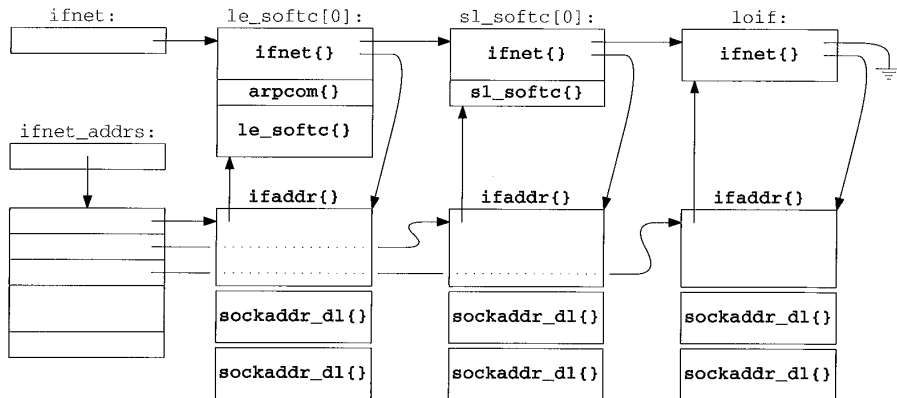 ifnet:
le_softc[0]:
sl_softc[0]:
loif:
ifnet{}
ifnet{}
ifnet{}
arpcom{}
sl_softc{}
le_softc{}
ifnet_addrs:
ifaddr{}
ifaddr{}
ifaddr{}
sockaddr_dl{}
sockaddr_dl{}
sockaddr_dl{}
sockaddr_dl{}
sockaddr_dl{}
sockaddr_dl{}